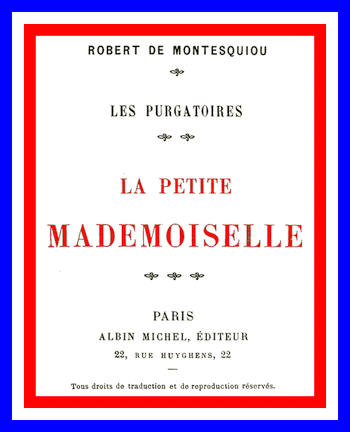 ROBERT DE MONTESQUIOU
LES PURGATOIRES
LA PETITE
MADEMOISELLE
PARIS
ALBIN MICHEL, ÉDITEUR
22, RUE HUYGHENS, 22
Tous droits de traduction et de reproduction réservés.